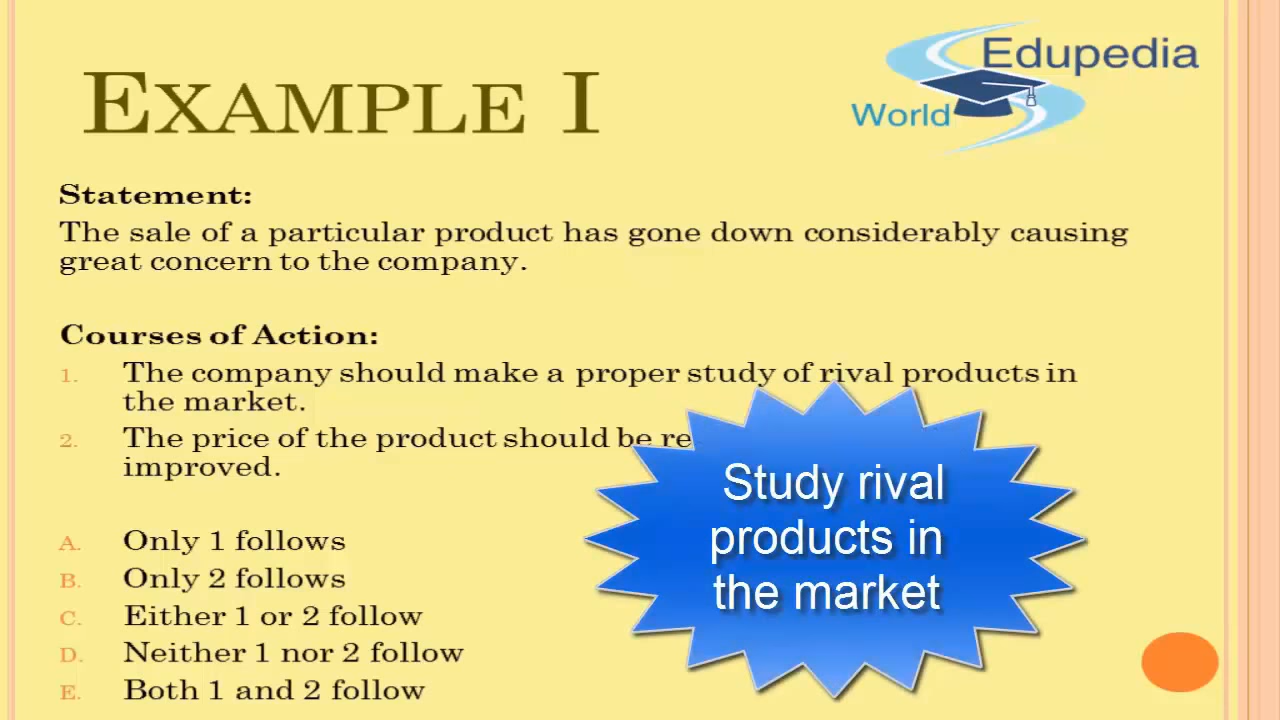 EXAMPLE I
Edupedia
World
Statement:
The sale of a particular product has gone down considerably causing
great concern to the company.
Courses of Action:
1. The company should make a proper study of rival products in
the market.
2. The price of the product should be
improved.
Study rival
products in
the market
A. Only 1 follows
B. Only 2 follows
C. Either 1 or 2 follow
D. Neither 1 nor 2 follow
E. Both 1 and 2 follow